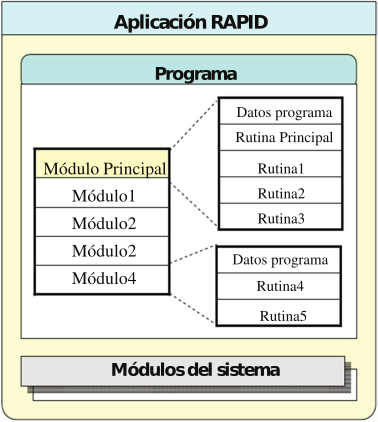 Aplicación RAPID
Programa
Módulo Principal
Módulo1
Módulo2
Módulo2
Módulo4
Datos programa
Rutina Principal
Rutina1
Rutina2
Rutina3
Datos programa
Rutina4
Rutina5
Módulos del sistema